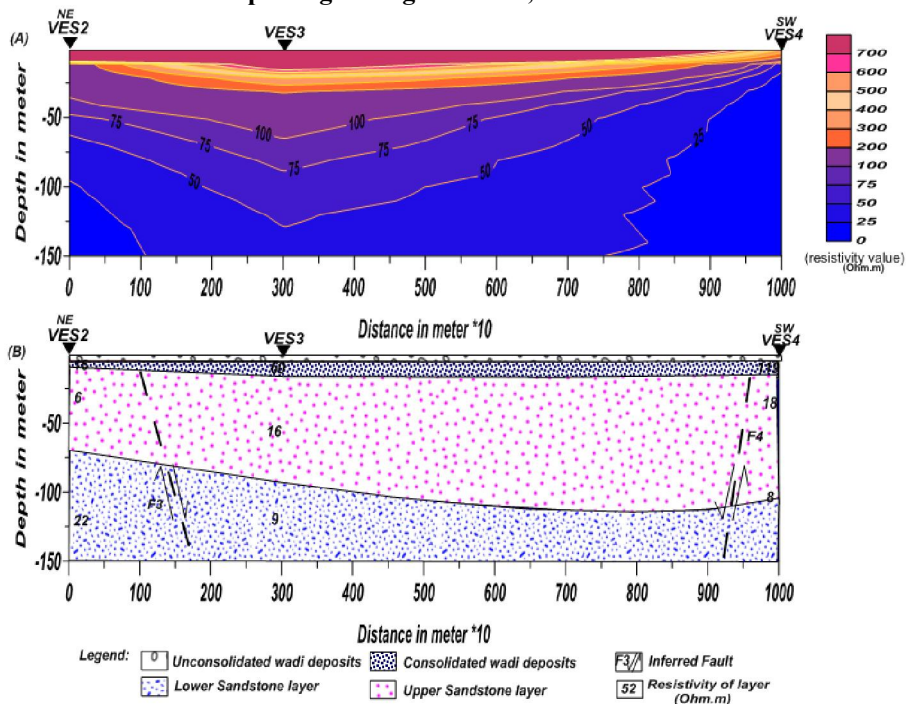 NE
VES2
VES3
SW
VES4
(A)
Depth in meter
-50
-100
-150
100
100
75
75
75
75
75
50
50
50
25
700
600
500
400
300
200
100
75
50
25
0
(resistivity value)
(Ohm.m)
0 100 200 300 400 500 600 700 800 900 1000
Distance in meter *10
NE
VES2
VES3
SW
VES4
(B)
Depth in meter
-50
-100
-150
60
6
16
18
F4
F3
22
9
8
0 100 200 300 400 500 600 700 800 900 1000
Distance in meter *10
Legend:
Unconsolidated wadi deposits
Consolidated wadi deposits
F3 Inferred Fault
Lower Sandstone layer
Upper Sandstone layer
52 Resistivity of layer
(Ohm.m)